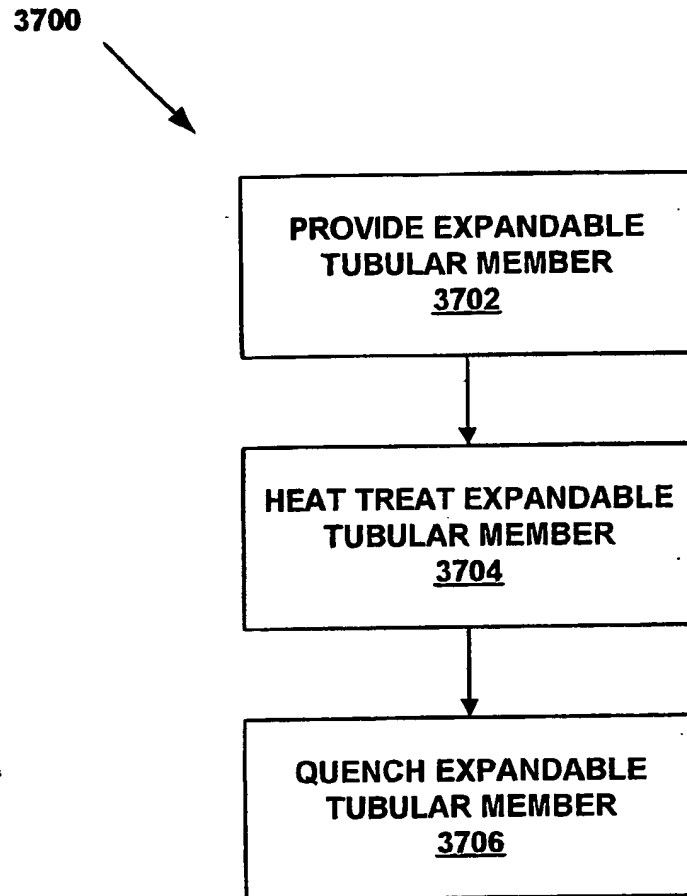 3700
PROVIDE EXPANDABLE
TUBULAR MEMBER
3702
HEAT TREAT EXPANDABLE
TUBULAR MEMBER
3704
QUENCH EXPANDABLE
TUBULAR MEMBER
3706